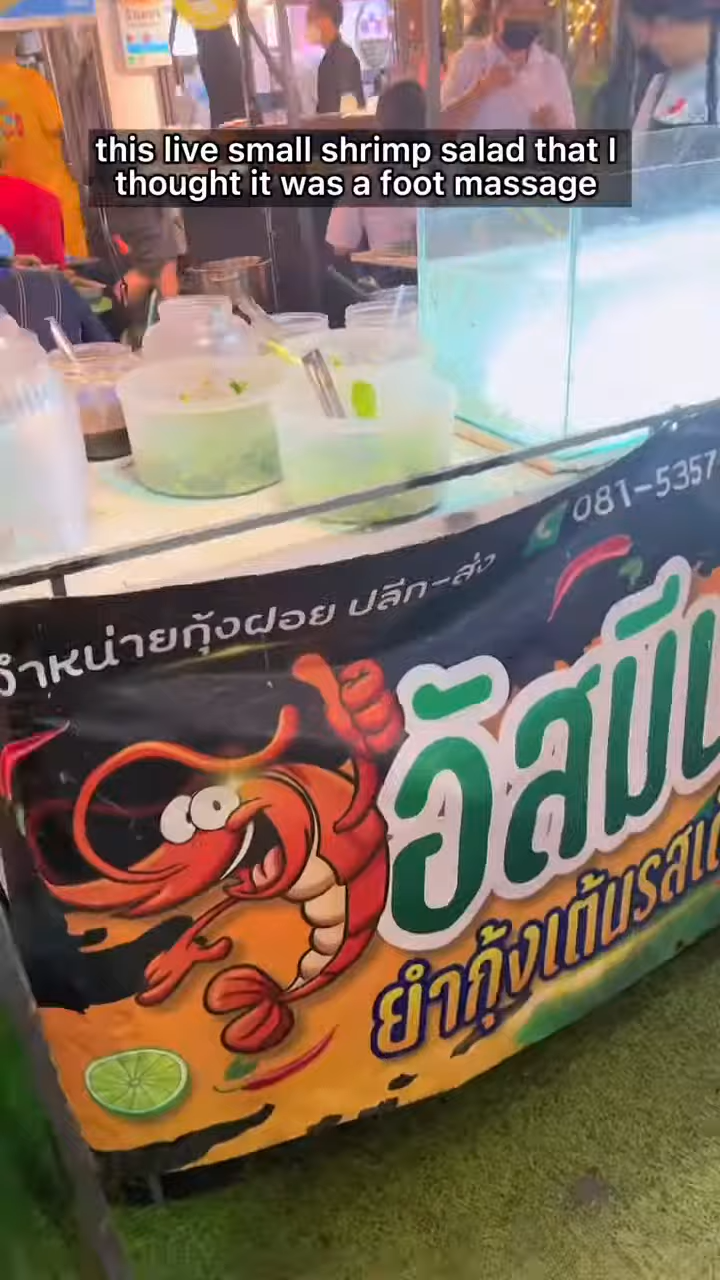 this live small shrimp salad that I
thought it was a foot massage
081-5357
จำหน่ายกุ้งฝอย ปลีก-ส่ง
อัสมีน
ยำกุ้งเต้นรสเ